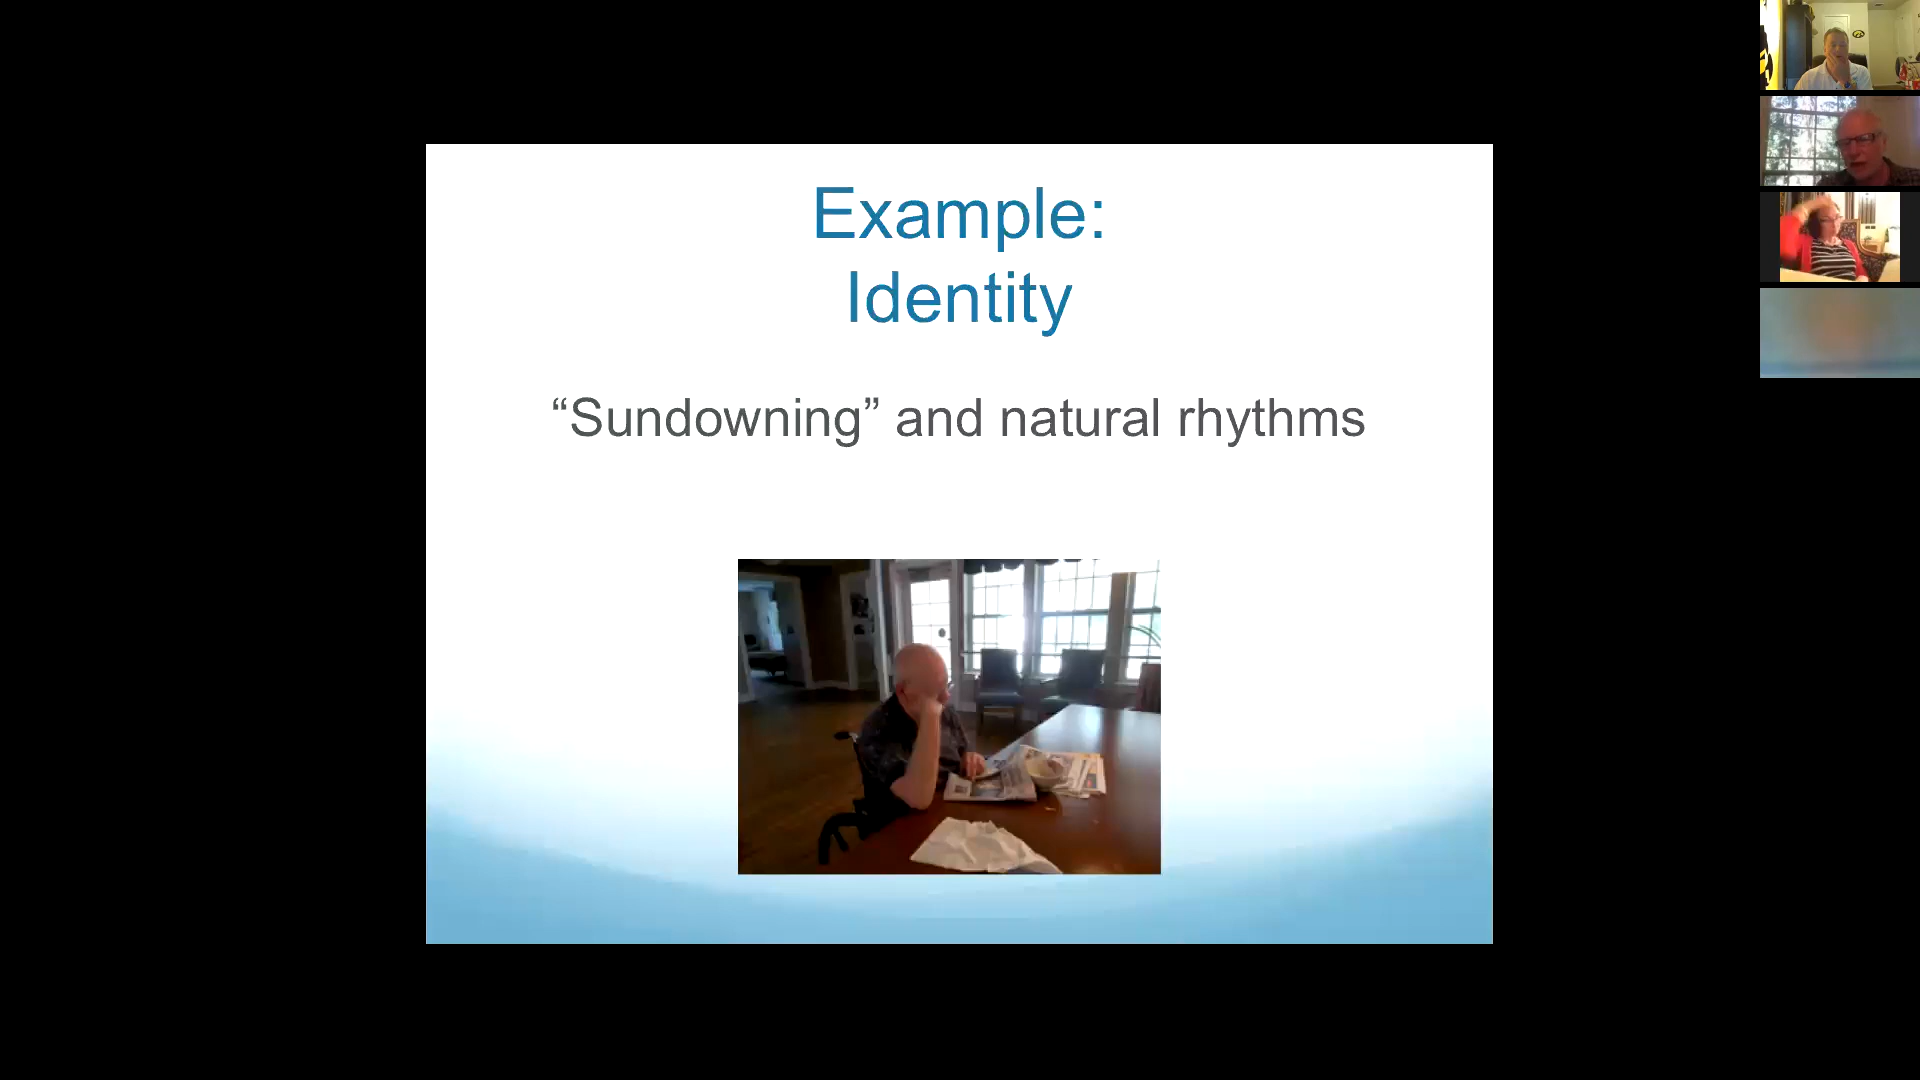 Example:
Identity
“Sundowning” and natural rhythms